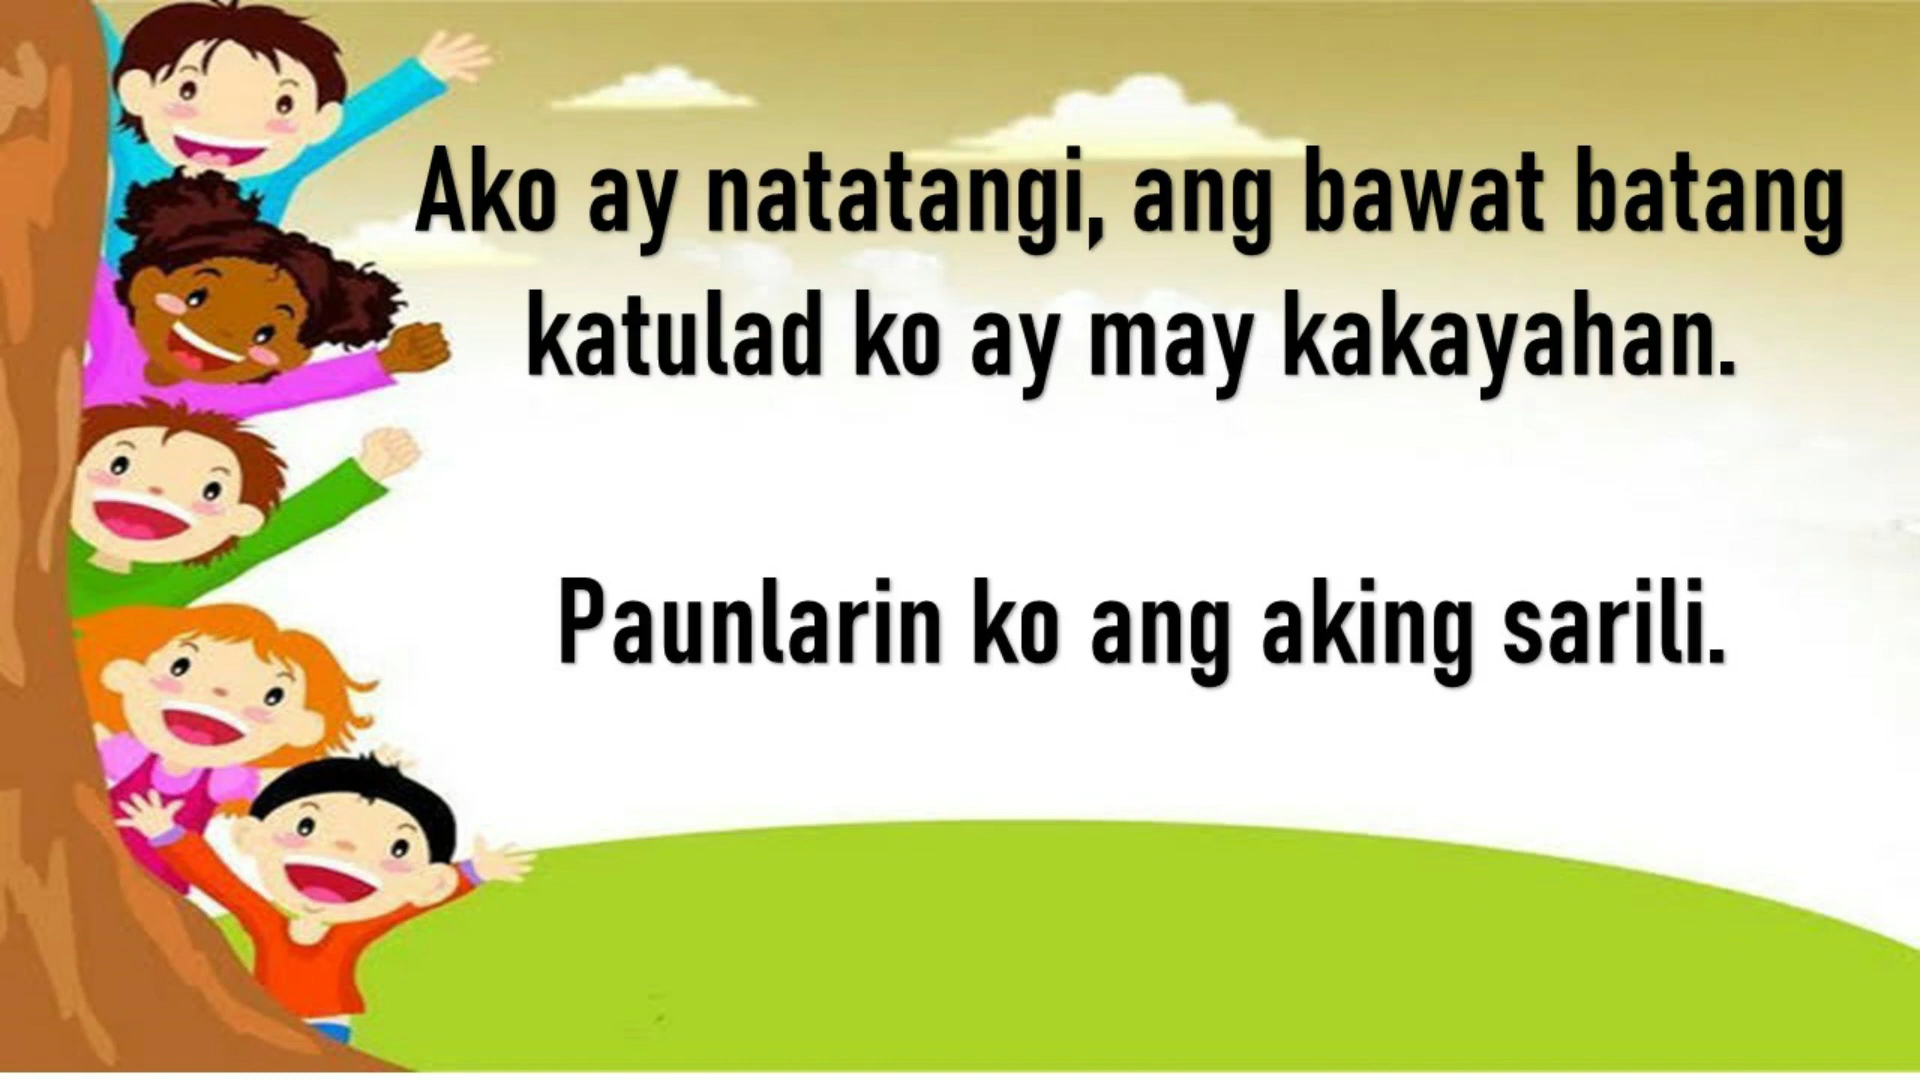 Ako ay natatangi, ang bawat batang
katulad ko ay may kakayahan.
Paunlarin ko ang aking sarili.